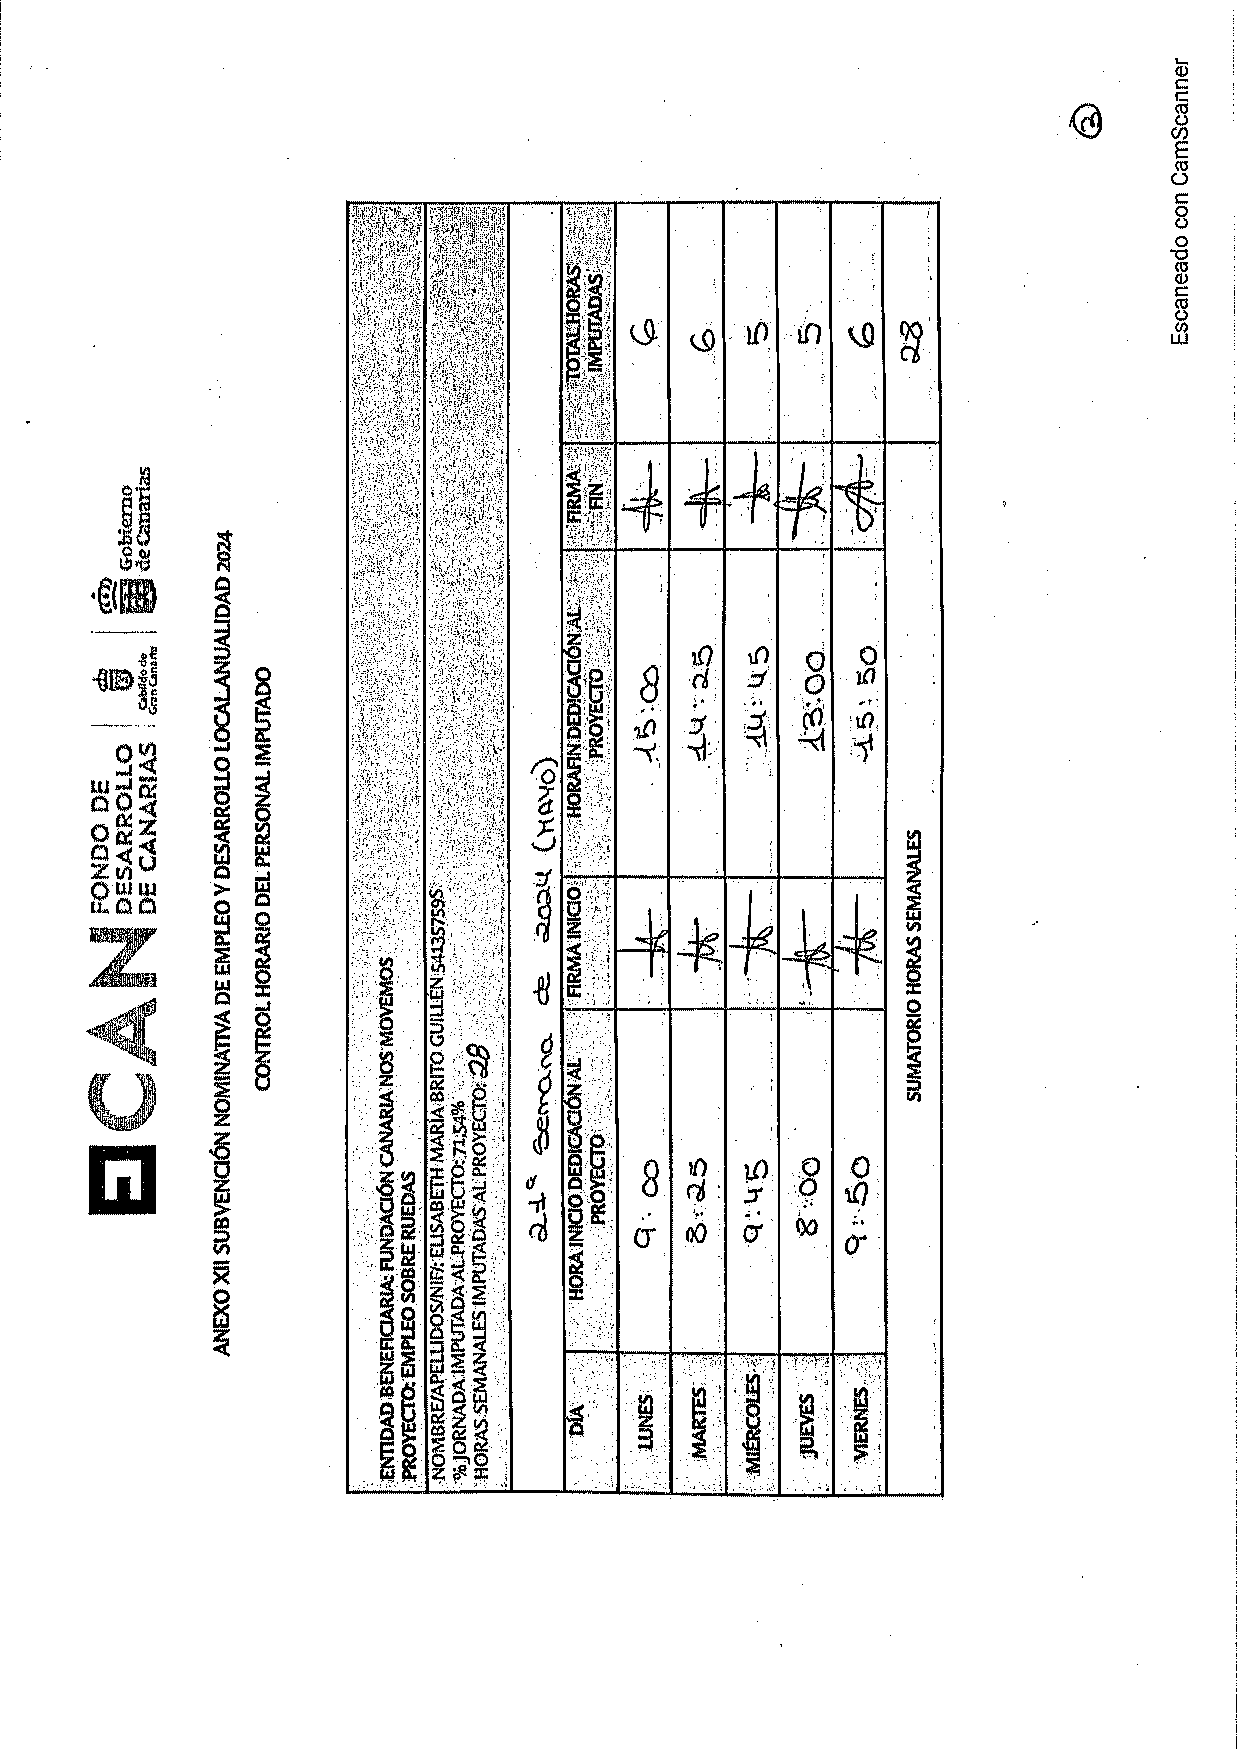 FONDO DE
DESARROLLO
DE CANARIAS
CAN
Cabildo de
Gran Canaria
Gobierno
de Canarias
ANEXO XII SUBVENCIÓN NOMINATIVA DE EMPLEO Y DESARROLLO LOCAL ANUALIDAD 2024
CONTROL HORARIO DEL PERSONAL IMPUTADO
ENTIDAD BENEFICIARIA: FUNDACIÓN CANARIA NOS MOVEMOS
PROYECTO: EMPLEO SOBRE RUEDAS
NOMBRE/APELLIDOS/NIF/: ELISABETH MARÍA BRITO GUILLÉN 54135759S
% JORNADA IMPUTADA AL PROYECTO: 71,54%
HORAS SEMANALES IMPUTADAS AL PROYECTO: 28
21ª Semana de 2024 (MAYO)
DÍA HORA INICIO DEDICACIÓN AL PROYECTO FIRMA INICIO HORA FIN DEDICACIÓN AL PROYECTO FIRMA FIN TOTAL HORAS IMPUTADAS
LUNES 9:00 15:00 6
MARTES 8:25 14:25 6
MIÉRCOLES 9:45 14:45 5
JUEVES 8:00 13:00 5
VIERNES 9:50 15:50 6
SUMATORIO HORAS SEMANALES 28
2
Escaneado con CamScanner